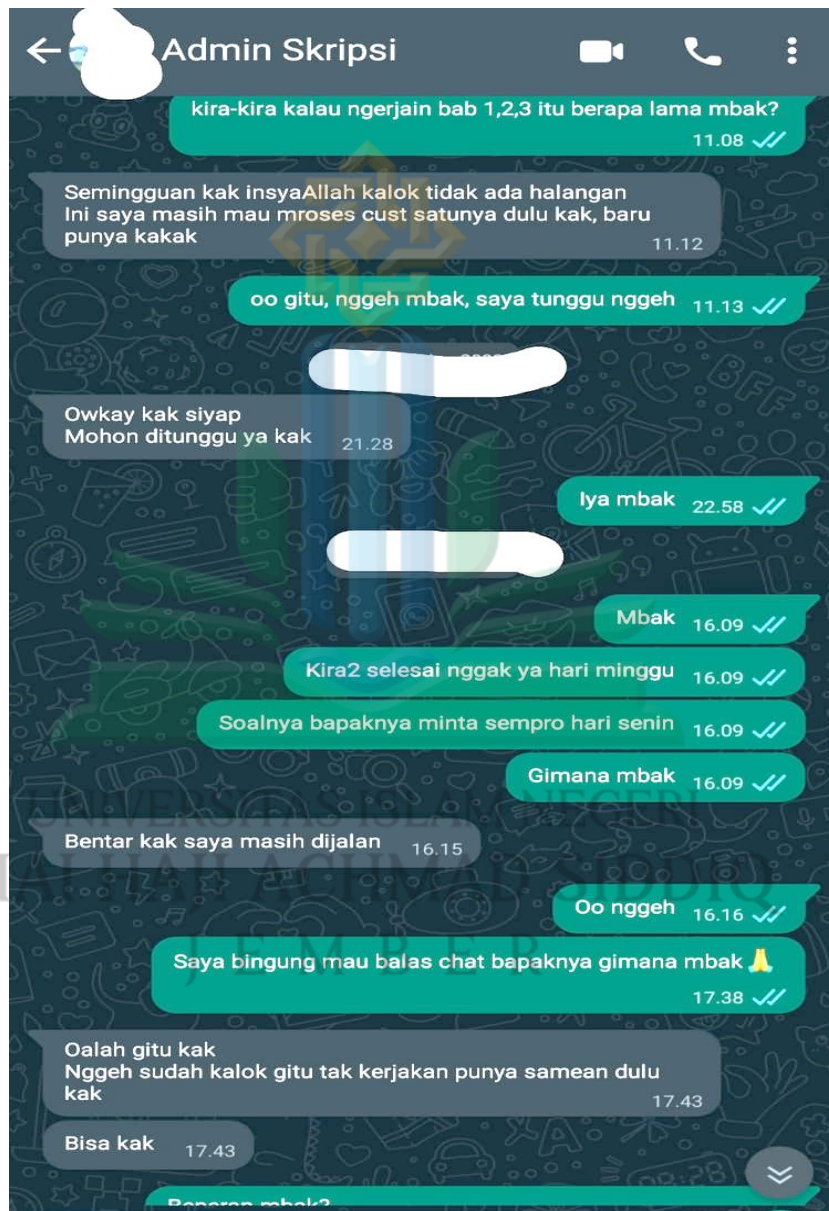 Admin Skripsi
kira-kira kalau ngerjain bab 1,2,3 itu berapa lama mbak?
11.08
Semingguan kak insyaAllah kalok tidak ada halangan
Ini saya masih mau mroses cust satunya dulu kak, baru
punya kakak
11.12
oo gitu, nggeh mbak, saya tunggu nggeh 11.13
Owkay kak siyap
Mohon ditunggu ya kak 21.28
Iya mbak 22.58
Mbak 16.09
Kira2 selesai nggak ya hari minggu 16.09
Soalnya bapaknya minta sempro hari senin 16.09
Gimana mbak 16.09
UNIVERSITAS ISLAM NEGERI
Bentar kak saya masih dijalan 16.15
HAJI ACHMAD SIDDIQ
Oo nggeh 16.16
JEMBER
Saya bingung mau balas chat bapaknya gimana mbak 🙏
17.38
Oalah gitu kak
Nggeh sudah kalok gitu tak kerjakan punya samean dulu
kak
17.43
Bisa kak 17.43
Beneran mbak?